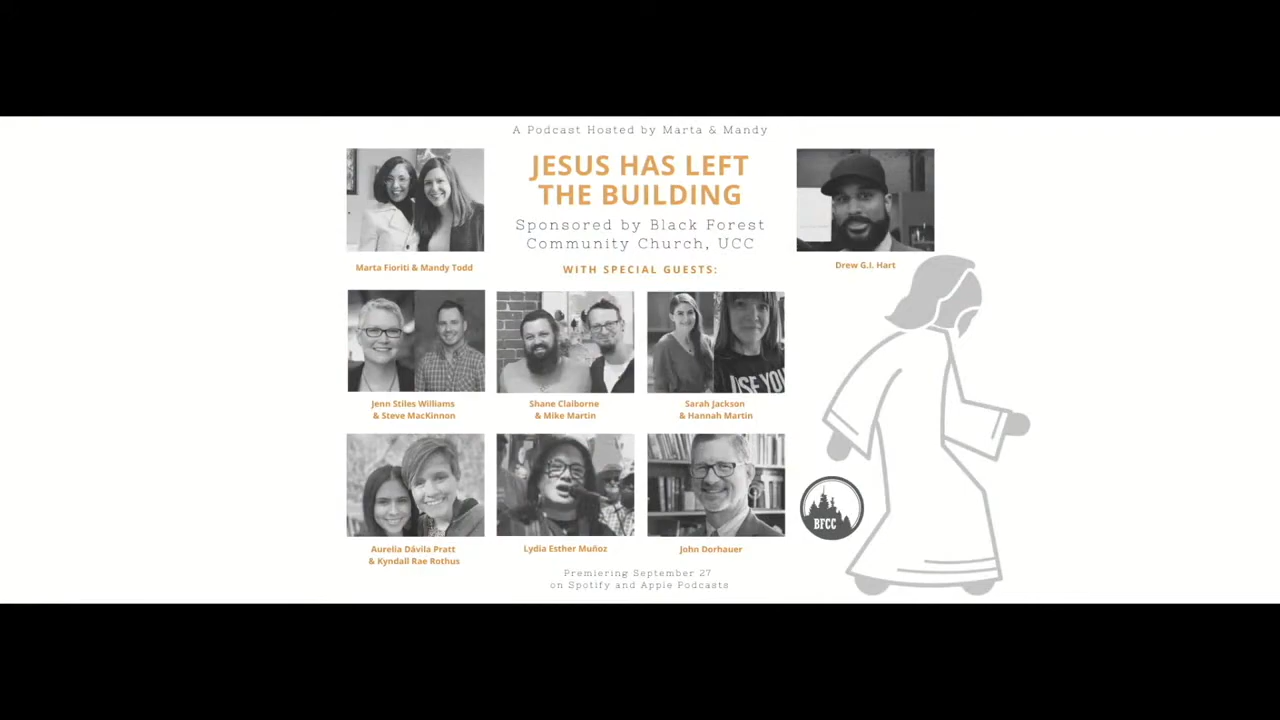 A Podcast Hosted by Marta & Mandy
JESUS HAS LEFT
THE BUILDING
Sponsored by Black Forest
Community Church, UCC
WITH SPECIAL GUESTS:
Marta Fioriti & Mandy Todd
Drew G.I. Hart
Jenn Stiles Williams
& Steve MacKinnon
Shane Claiborne
& Mike Martin
Sarah Jackson
& Hannah Martin
USE YOU
Aurelia Dávila Pratt
& Kyndall Rae Rothus
Lydia Esther Muñoz
John Dorhauer
BFCC
Premiering September 27
on Spotify and Apple Podcasts